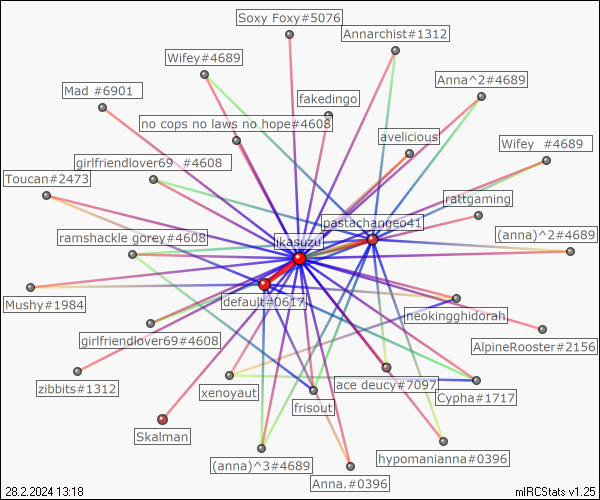 Soxy Foxy#5076
Annarchist#1312
Wifey#4689
Anna^2#4689
Mad #6901
fakedingo
no cops no laws no hope#4608
avelicious
Wifey  #4689
girlfriendlover69  #4608
Toucan#2473
rattgaming
pastachangeo41
ramshackle gorey#4608
ikasuzu
(anna)^2#4689
default#0617
Mushy#1984
neokingghidorah
girlfriendlover69#4608
AlpineRooster#2156
zibbits#1312
xenoyaut
ace deucy#7097
Cypha#1717
frisout
Skalman
hypomanianna#0396
(anna)^3#4689
Anna.#0396
28.2.2024 13:18
mIRCStats v1.25